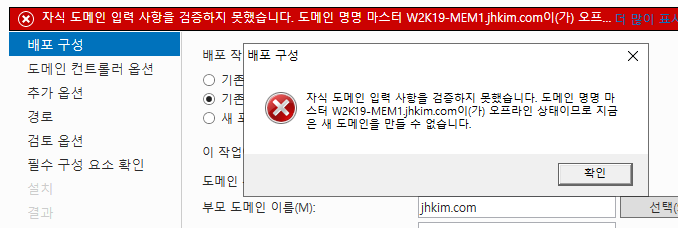 자식 도메인 입력 사항을 검증하지 못했습니다. 도메인 명명 마스터 W2K19-MEM1.jhkim.com이(가) 오프... 더 많이 표시
배포 구성
도메인 컨트롤러 옵션
추가 옵션
경로
검토 옵션
필수 구성 요소 확인
설치
결과
배포 작
기존
기존
새 포
이 작업
도메인
부모 도메인 이름(M):
jhkim.com
선택(
배포 구성
자식 도메인 입력 사항을 검증하지 못했습니다. 도메인 명명 마
스터 W2K19-MEM1.jhkim.com이(가) 오프라인 상태이므로 지금
은 새 도메인을 만들 수 없습니다.
확인